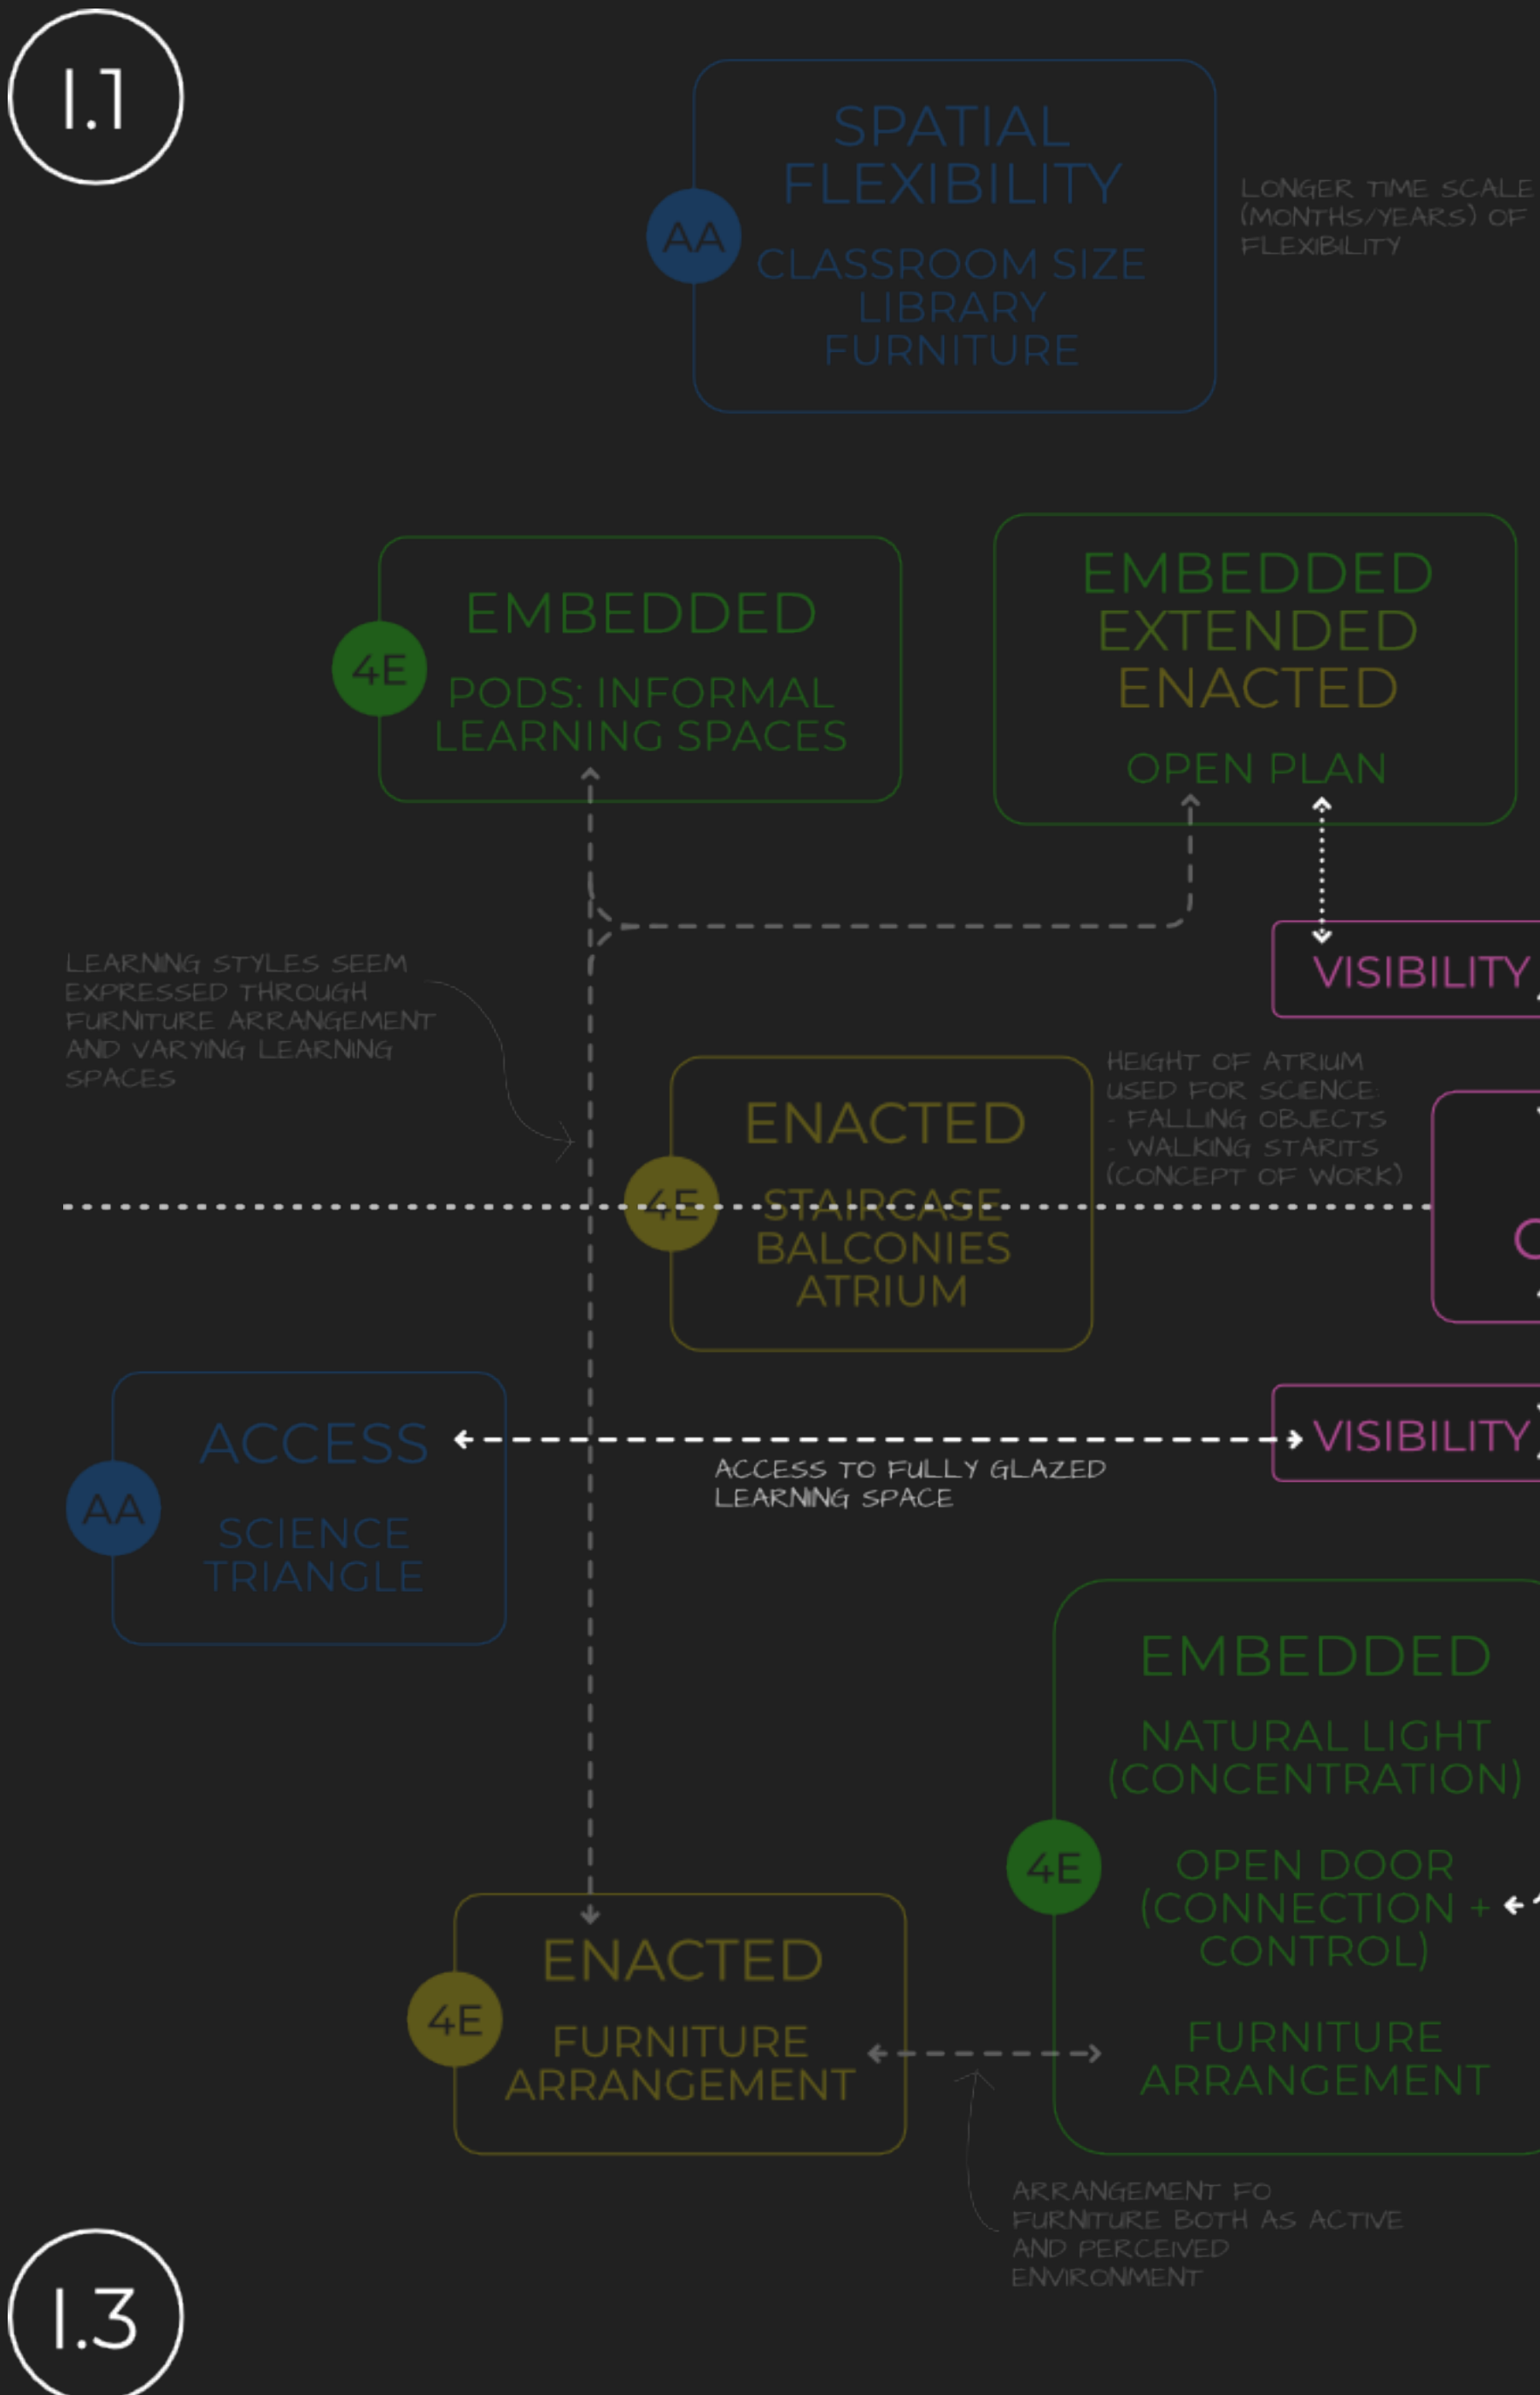 I.1
SPATIAL
FLEXIBILITY
AA
CLASSROOM SIZE
LIBRARY
FURNITURE
LONGER TIME SCALE
(MONTHS/YEARS) OF
FLEXIBILITY
EMBEDDED
4E
PODS: INFORMAL
LEARNING SPACES
EMBEDDED
EXTENDED
ENACTED
OPEN PLAN
VISIBILITY
LEARNING STYLES SEEM
EXPRESSED THROUGH
FURNITURE ARRANGEMENT
AND VARYING LEARNING
SPACES
ENACTED
4E
STAIRCASE
BALCONIES
ATRIUM
HEIGHT OF ATRIUM
USED FOR SCIENCE:
- FALLING OBJECTS
- WALKING STARITS
(CONCEPT OF WORK)
ACCESS
AA
SCIENCE
TRIANGLE
ACCESS TO FULLY GLAZED
LEARNING SPACE
VISIBILITY
EMBEDDED
NATURAL LIGHT
(CONCENTRATION)
4E
OPEN DOOR
(CONNECTION +
CONTROL)
FURNITURE
ARRANGEMENT
ENACTED
4E
FURNITURE
ARRANGEMENT
ARRANGEMENT FO
FURNITURE BOTH AS ACTIVE
AND PERCEIVED
ENVIRONMENT
I.3